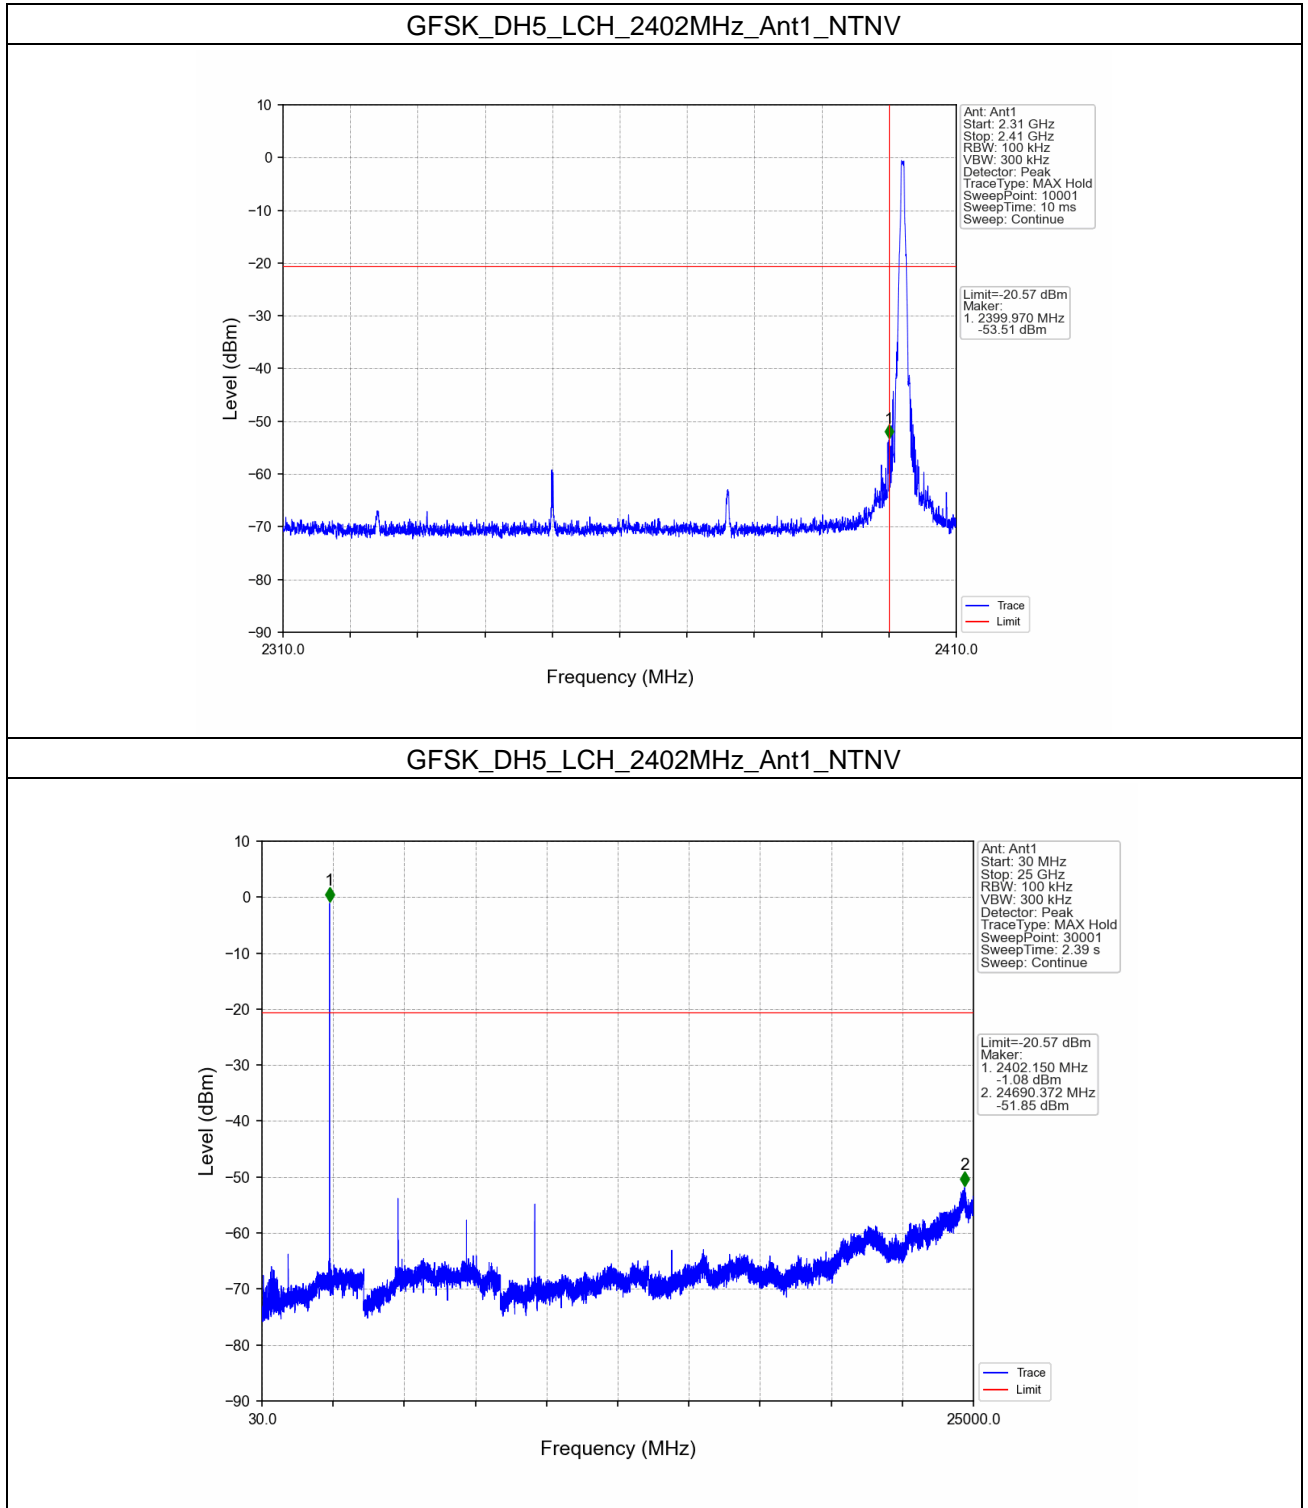 GFSK_DH5_LCH_2402MHz_Ant1_NTNV
10
0
−10
−20
−30
−40
−50
−60
−70
−80
−90
Level (dBm)
2310.0
2410.0
Frequency (MHz)
1
Ant: Ant1
Start: 2.31 GHz
Stop: 2.41 GHz
RBW: 100 kHz
VBW: 300 kHz
Detector: Peak
TraceType: MAX Hold
SweepPoint: 10001
SweepTime: 10 ms
Sweep: Continue
Limit=-20.57 dBm
Maker:
1. 2399.970 MHz
-53.51 dBm
Trace
Limit
GFSK_DH5_LCH_2402MHz_Ant1_NTNV
10
0
−10
−20
−30
−40
−50
−60
−70
−80
−90
Level (dBm)
30.0
25000.0
Frequency (MHz)
1
2
Ant: Ant1
Start: 30 MHz
Stop: 25 GHz
RBW: 100 kHz
VBW: 300 kHz
Detector: Peak
TraceType: MAX Hold
SweepPoint: 30001
SweepTime: 2.39 s
Sweep: Continue
Limit=-20.57 dBm
Maker:
1. 2402.150 MHz
-1.08 dBm
2. 24690.372 MHz
-51.85 dBm
Trace
Limit